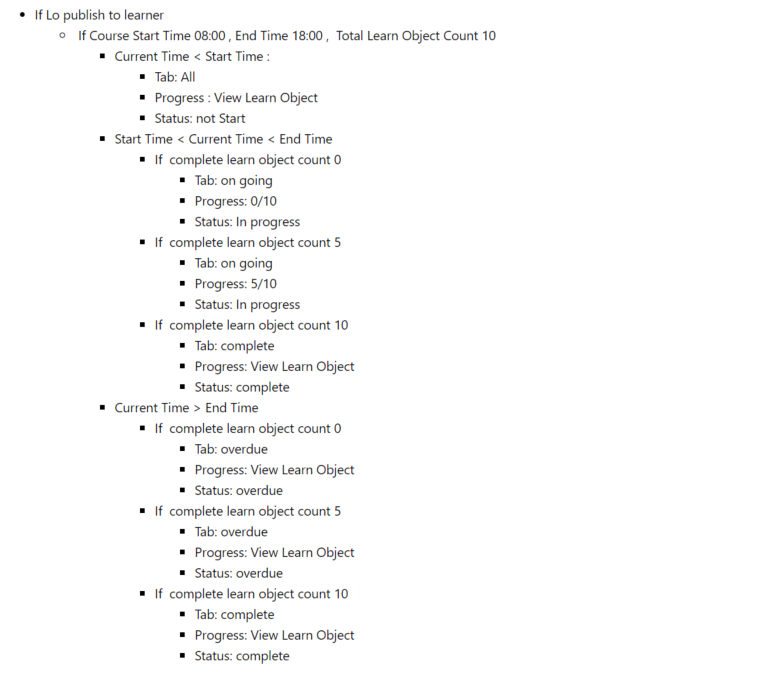 If Lo publish to learner
If Course Start Time 08:00 , End Time 18:00 ,  Total Learn Object Count 10
Current Time < Start Time :
Tab: All
Progress : View Learn Object
Status: not Start
Start Time < Current Time < End Time
If  complete learn object count 0
Tab: on going
Progress: 0/10
Status: In progress
If  complete learn object count 5
Tab: on going
Progress: 5/10
Status: In progress
If  complete learn object count 10
Tab: complete
Progress: View Learn Object
Status: complete
Current Time > End Time
If  complete learn object count 0
Tab: overdue
Progress: View Learn Object
Status: overdue
If  complete learn object count 5
Tab: overdue
Progress: View Learn Object
Status: overdue
If  complete learn object count 10
Tab: complete
Progress: View Learn Object
Status: complete